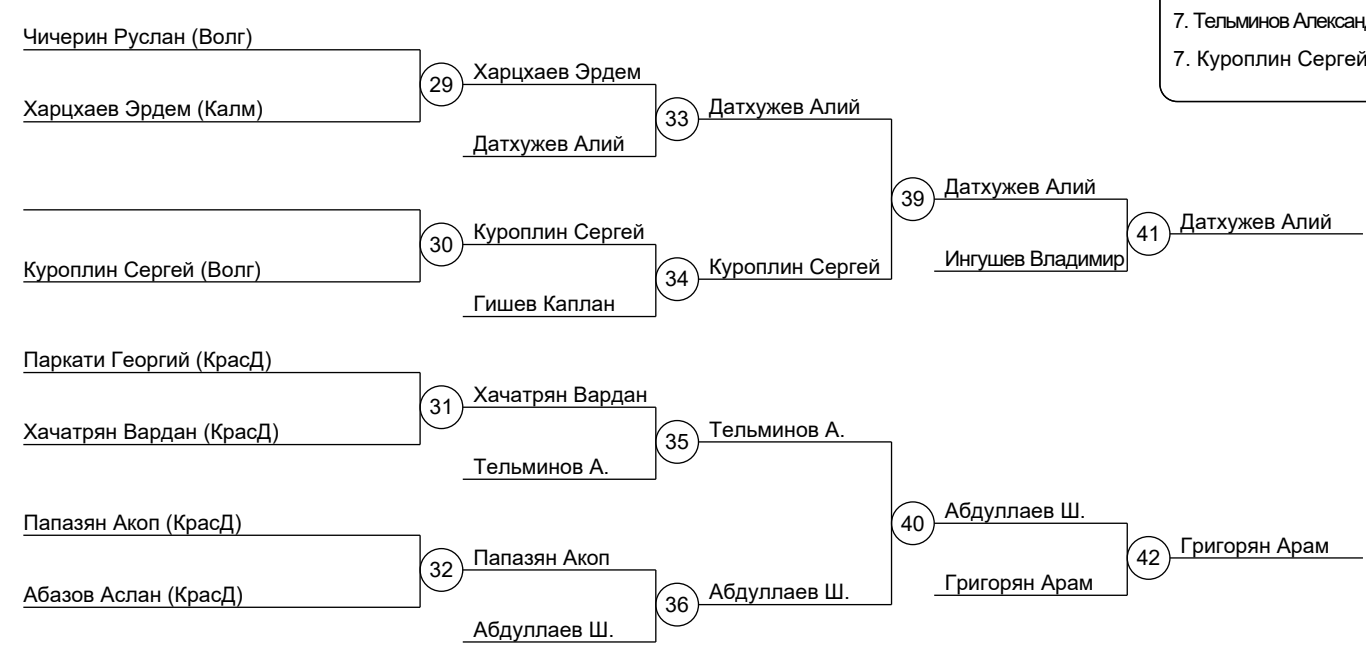 7. Тельминов Алексан
7. Куроплин Сергей
Чичерин Руслан (Волг)
29
Харцхаев Эрдем
Харцхаев Эрдем (Калм)
33
Датхужев Алий
Датхужев Алий
39
Датхужев Алий
30
Куроплин Сергей
41
Датхужев Алий
Куроплин Сергей (Волг)
34
Куроплин Сергей
Ингушев Владимир
Гишев Каплан
Паркати Георгий (КрасД)
31
Хачатрян Вардан
Хачатрян Вардан (КрасД)
35
Тельминов А.
Тельминов А.
40
Абдуллаев Ш.
Папазян Акоп (КрасД)
32
Папазян Акоп
42
Григорян Арам
Абазов Аслан (КрасД)
36
Абдуллаев Ш.
Григорян Арам
Абдуллаев Ш.